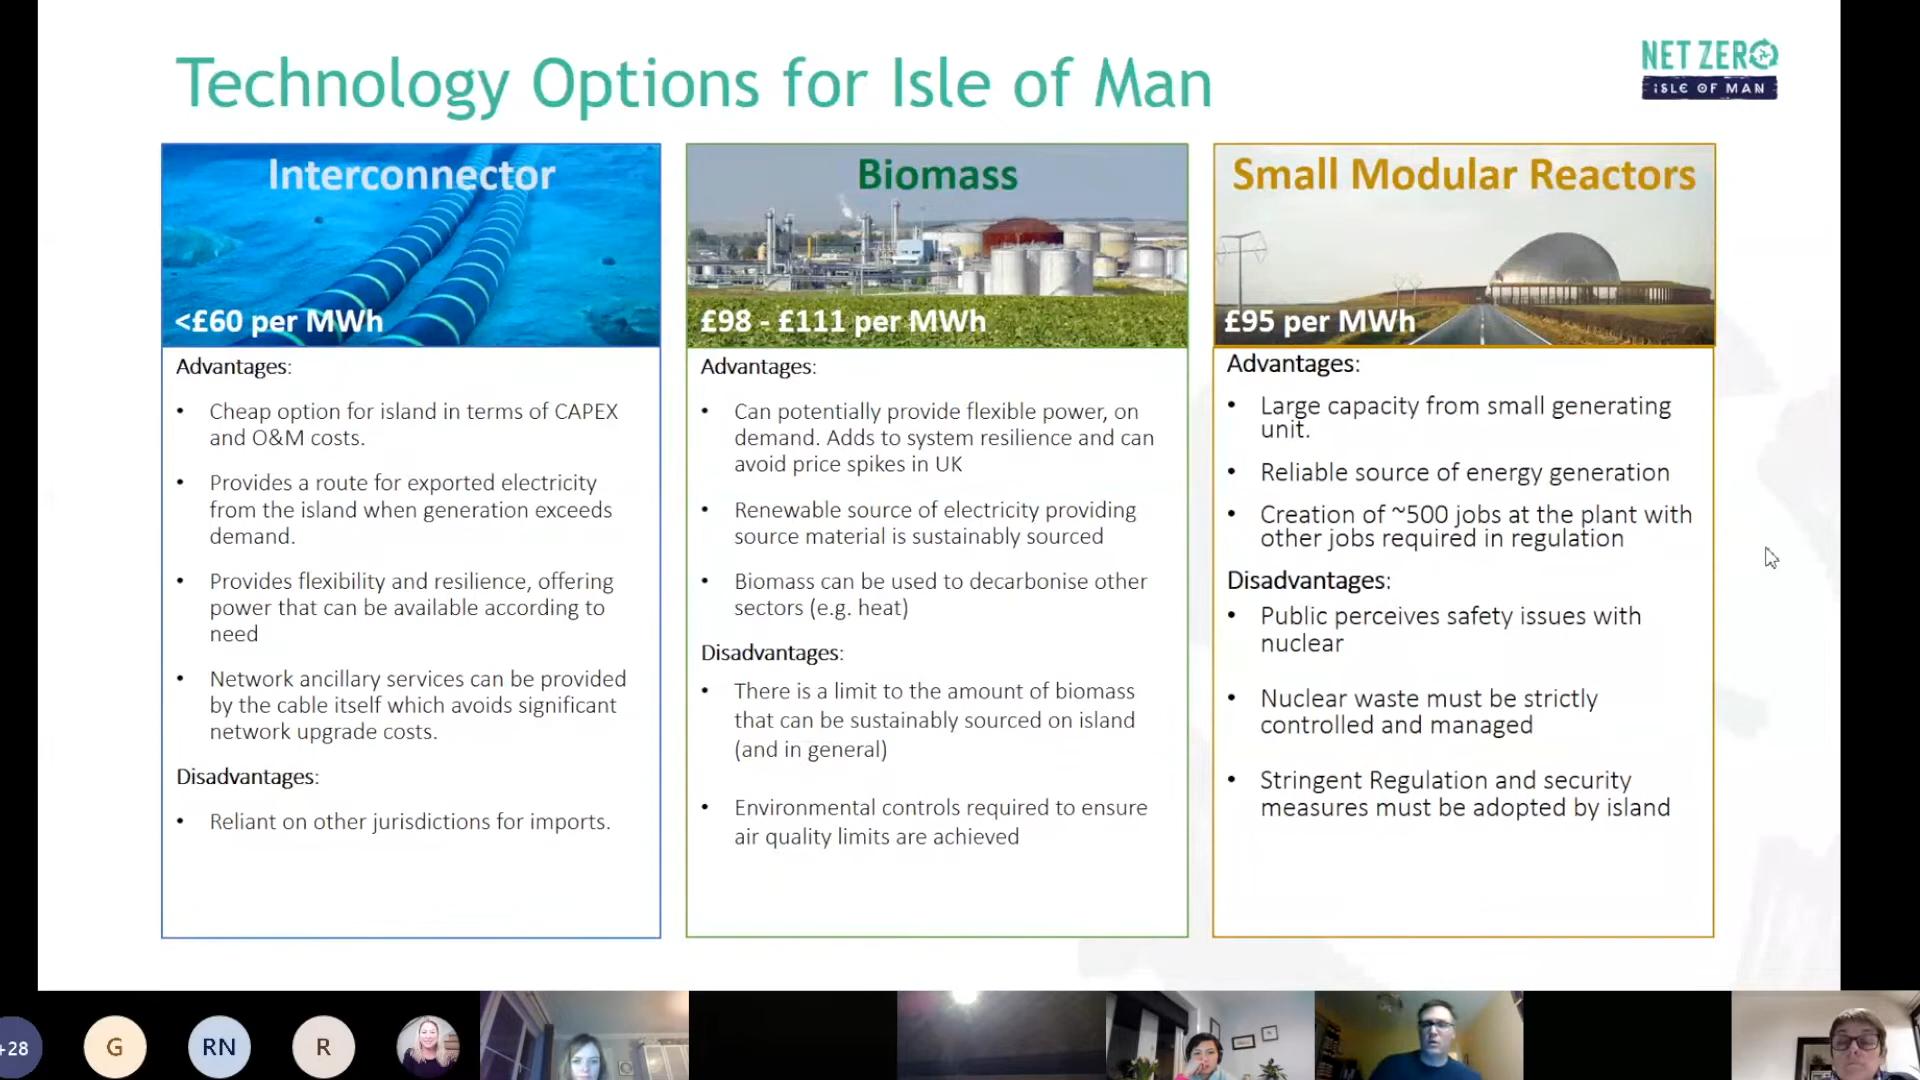 Technology Options for Isle of Man
NET ZERO
ISLE OF MAN
Interconnector
<£60 per MWh
Advantages:
• Cheap option for island in terms of CAPEX
and O&M costs.
• Provides a route for exported electricity
from the island when generation exceeds
demand.
• Provides flexibility and resilience, offering
power that can be available according to
need
• Network ancillary services can be provided
by the cable itself which avoids significant
network upgrade costs.
Disadvantages:
• Reliant on other jurisdictions for imports.
Biomass
£98 - £111 per MWh
Advantages:
• Can potentially provide flexible power, on
demand. Adds to system resilience and can
avoid price spikes in UK
• Renewable source of electricity providing
source material is sustainably sourced
• Biomass can be used to decarbonise other
sectors (e.g. heat)
Disadvantages:
• There is a limit to the amount of biomass
that can be sustainably sourced on island
(and in general)
• Environmental controls required to ensure
air quality limits are achieved
Small Modular Reactors
£95 per MWh
Advantages:
• Large capacity from small generating
unit.
• Reliable source of energy generation
• Creation of ~500 jobs at the plant with
other jobs required in regulation
Disadvantages:
• Public perceives safety issues with
nuclear
• Nuclear waste must be strictly
controlled and managed
• Stringent Regulation and security
measures must be adopted by island
+28
G
RN
R